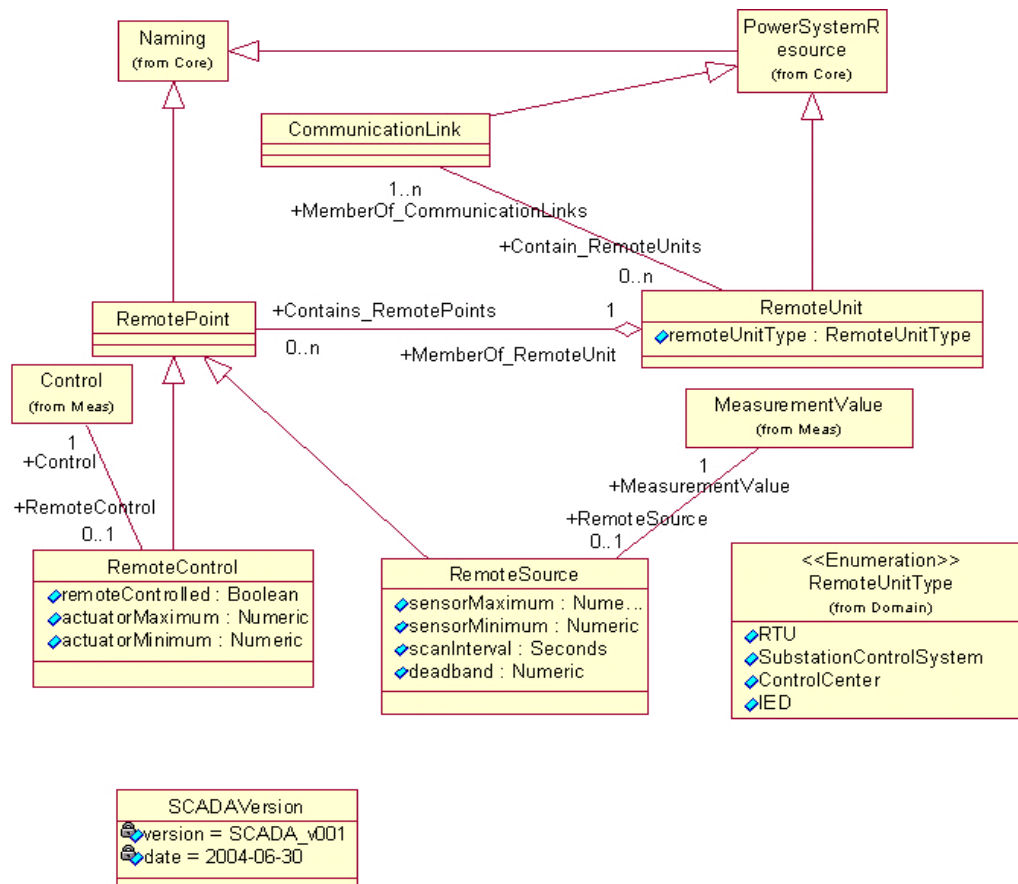 Naming
(from Core)
PowerSystemR
esource
(from Core)
CommunicationLink
1..n
+MemberOf_CommunicationLinks
+Contain_RemoteUnits
0..n
RemotePoint
+Contains_RemotePoints
0..n
1
+MemberOf_RemoteUnit
RemoteUnit
remoteUnitType : RemoteUnitType
Control
(from Meas)
1
+Control
+RemoteControl
0..1
MeasurementValue
(from Meas)
1
+MeasurementValue
+RemoteSource
0..1
RemoteControl
remoteControlled : Boolean
actuatorMaximum : Numeric
actuatorMinimum : Numeric
RemoteSource
sensorMaximum : Nume...
sensorMinimum : Numeric
scanInterval : Seconds
deadband : Numeric
<<Enumeration>>
RemoteUnitType
(from Domain)
RTU
SubstationControlSystem
ControlCenter
IED
SCADAVersion
version = SCADA_v001
date = 2004-06-30